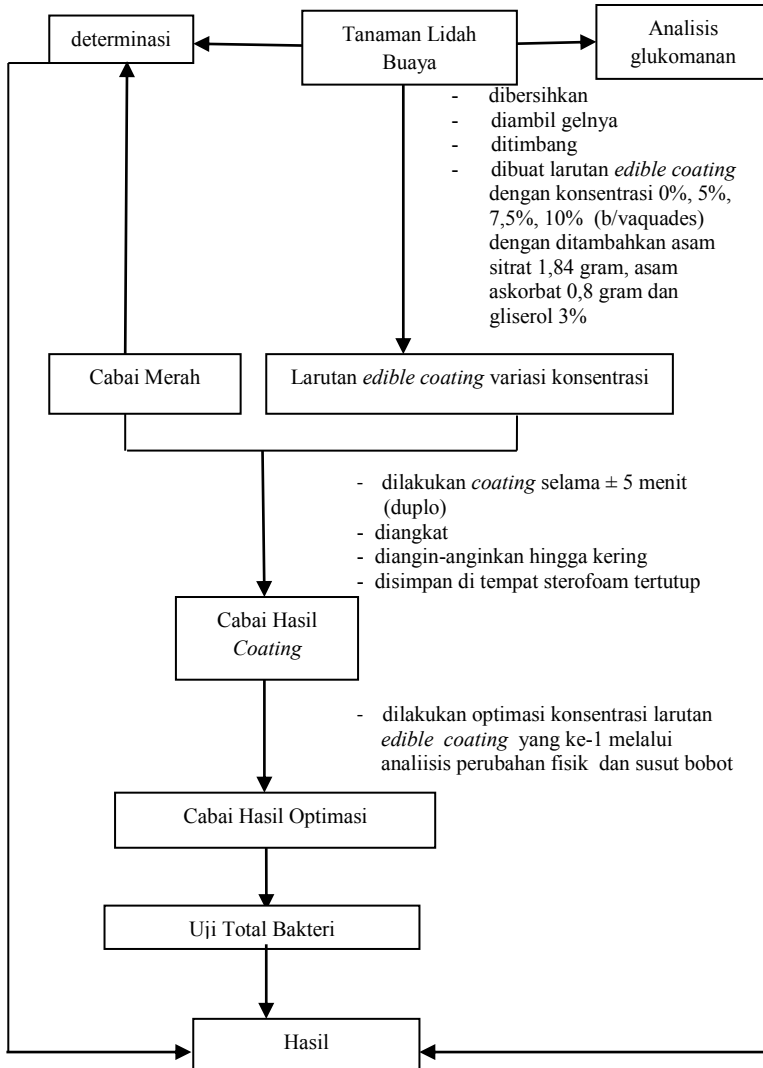 determinasi
Tanaman Lidah
Buaya
Analisis
glukomanan
- dibersihkan
- diambil gelnya
- ditimbang
- dibuat larutan edible coating
dengan konsentrasi 0%, 5%,
7,5%, 10% (b/vaquades)
dengan ditambahkan asam
sitrat 1,84 gram, asam
askorbat 0,8 gram dan
gliserol 3%
Cabai Merah
Larutan edible coating variasi konsentrasi
- dilakukan coating selama ± 5 menit
(duplo)
- diangkat
- diangin-anginkan hingga kering
- disimpan di tempat sterofoam tertutup
Cabai Hasil
Coating
- dilakukan optimasi konsentrasi larutan
edible coating yang ke-1 melalui
analiisis perubahan fisik dan susut bobot
Cabai Hasil Optimasi
Uji Total Bakteri
Hasil